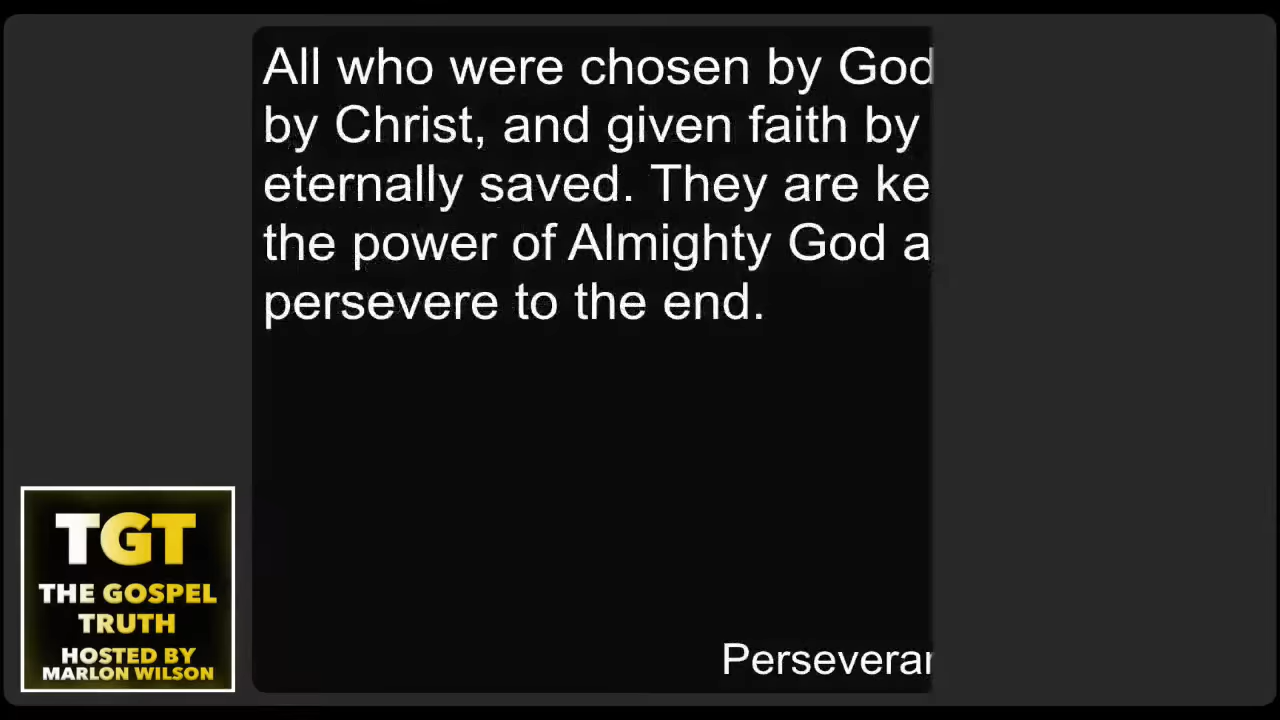 All who were chosen by God
by Christ, and given faith by
eternally saved. They are ke
the power of Almighty God a
persevere to the end.
Perseveran
TGT
THE GOSPEL
TRUTH
HOSTED BY
MARLON WILSON